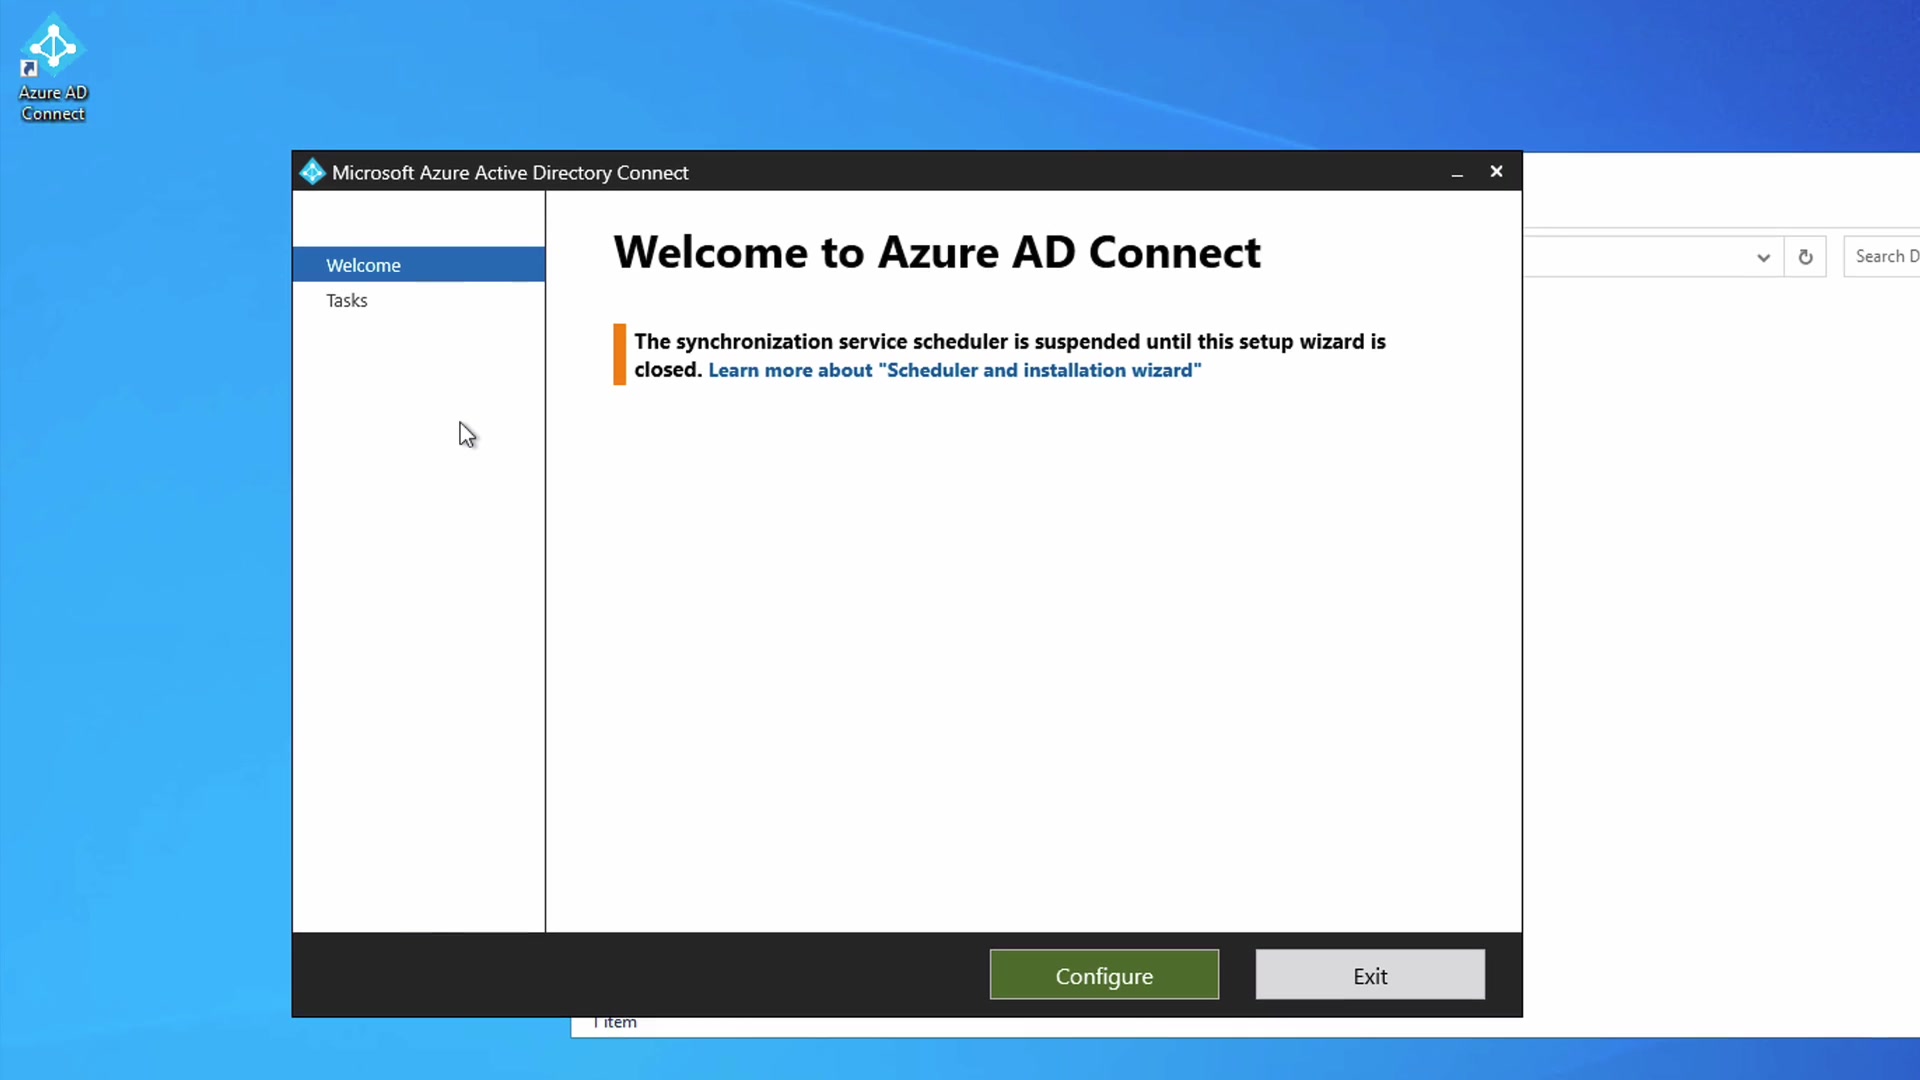 Azure AD
Connect
Microsoft Azure Active Directory Connect
Welcome
Tasks
Welcome to Azure AD Connect
The synchronization service scheduler is suspended until this setup wizard is
closed. Learn more about "Scheduler and installation wizard"
Search D
Configure
Exit
1 item